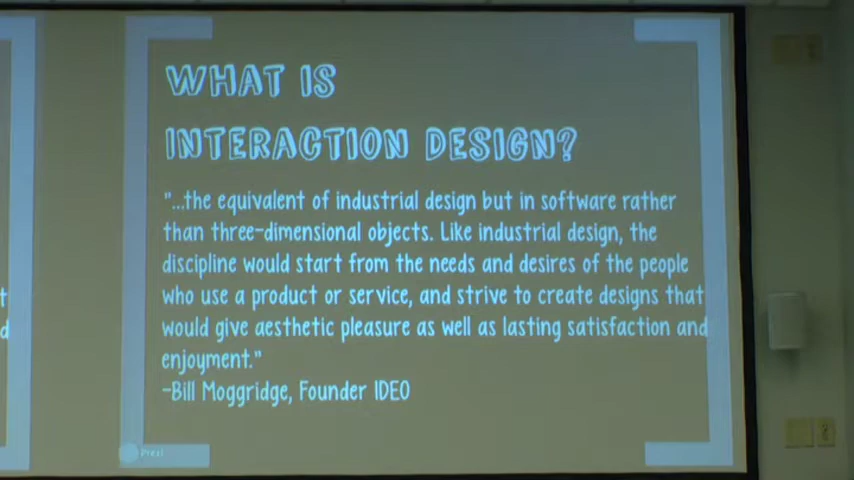 WHAT IS
INTERACTION DESIGN?
"...the equivalent of industrial design but in software rather
than three-dimensional objects. Like industrial design, the
discipline would start from the needs and desires of the people
who use a product or service, and strive to create designs that
would give aesthetic pleasure as well as lasting satisfaction and
enjoyment."
-Bill Moggridge, Founder IDEO
Prezi